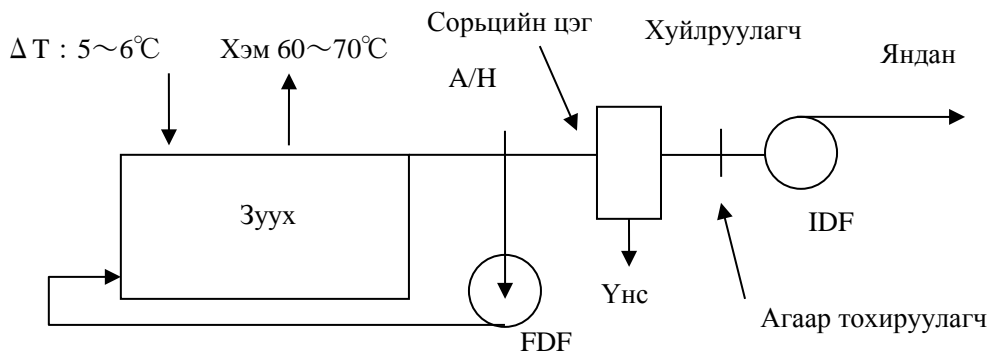 Сорьцийн цэг
Хуйлруулагч
ΔT：5～6℃
Хэм 60～70℃
Яндан
A/H
Зуух
IDF
Үнс
Агаар тохируулагч
FDF